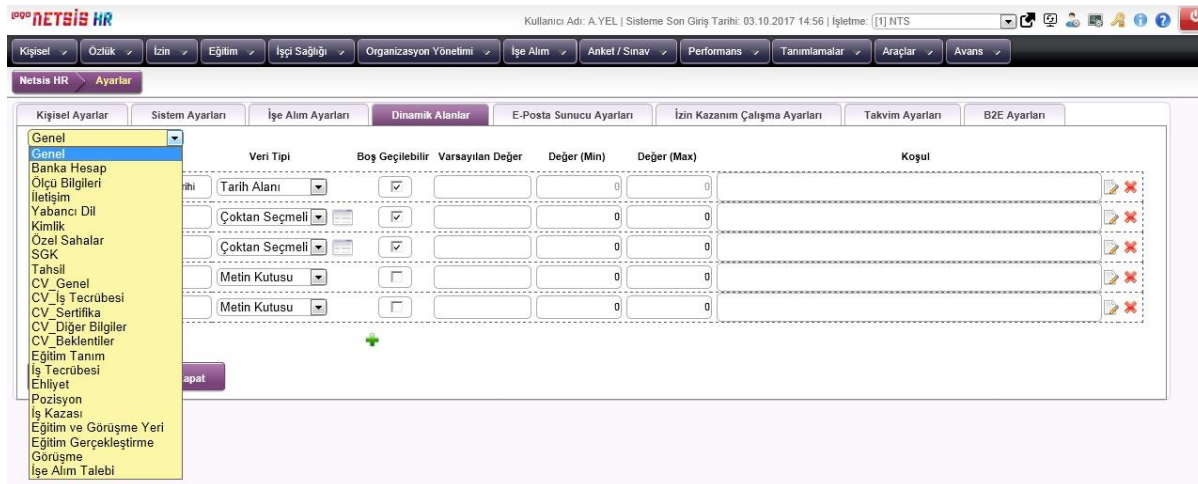 logo NETSİS HR
Kullanıcı Adı: A.YEL | Sisteme Son Giriş Tarihi: 03.10.2017 14:56 | İşletme: [1] NTS
Kişisel Özlük İzin Eğitim İşçi Sağlığı Organizasyon Yönetimi İşe Alım Anket / Sınav Performans Tanımlamalar Araçlar Avans
Netsis HR Ayarlar
Kişisel Ayarlar Sistem Ayarları İşe Alım Ayarları Dinamik Alanlar E-Posta Sunucu Ayarları İzin Kazanım Çalışma Ayarları Takvim Ayarları B2E Ayarları
Genel
Veri Tipi Boş Geçilebilir Varsayılan Değer Değer (Min) Değer (Max) Koşul
Genel
Banka Hesap
Ölçü Bilgileri
İletişim
Yabancı Dil
Kimlik
Özel Sahalar
SGK
Tahsil
CV_Genel
CV_İş Tecrübesi
CV_Sertifika
CV_Diğer Bilgiler
CV_Beklentiler
Eğitim Tanım
İş Tecrübesi
Ehliyet
Pozisyon
İş Kazası
Eğitim ve Görüşme Yeri
Eğitim Gerçekleştirme
Görüşme
İşe Alım Talebi
rihi Tarih Alanı 0 0
Çoktan Seçmeli 0 0
Çoktan Seçmeli 0 0
Metin Kutusu 0 0
Metin Kutusu 0 0
apat